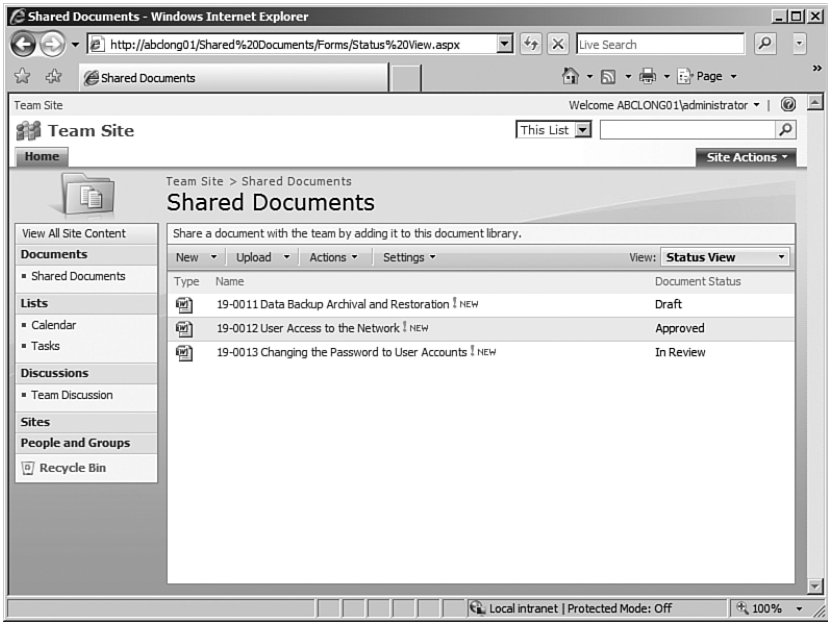 Shared Documents - Windows Internet Explorer
http://abclong01/Shared%20Documents/Forms/Status%20View.aspx
Live Search
Shared Documents
Page
Team Site
Welcome ABCLONG01\administrator
Team Site
This List
Home
Site Actions
Team Site > Shared Documents
Shared Documents
View All Site Content
Documents
Shared Documents
Lists
Calendar
Tasks
Discussions
Team Discussion
Sites
People and Groups
Recycle Bin
Share a document with the team by adding it to this document library.
New Upload Actions Settings View: Status View
Type Name Document Status
19-0011 Data Backup Archival and Restoration ! NEW Draft
19-0012 User Access to the Network ! NEW Approved
19-0013 Changing the Password to User Accounts ! NEW In Review
Local intranet | Protected Mode: Off 100%